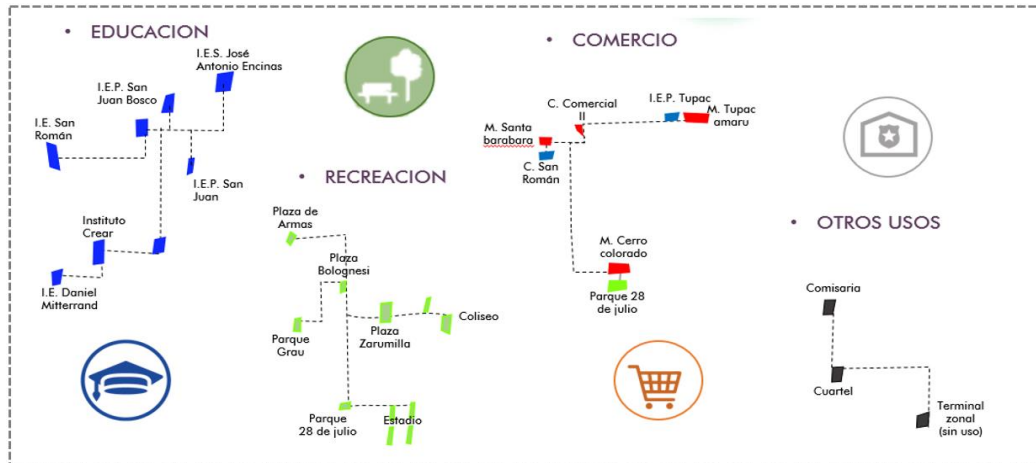 • EDUCACION
I.E.S. José
Antonio Encinas
I.E.P. San
Juan Bosco
I.E. San
Román
I.E.P. San
Juan
Instituto
Crear
I.E. Daniel
Mitterrand
• RECREACION
Plaza de
Armas
Plaza
Bolognesi
Parque
Grau
Plaza
Zarumilla
Coliseo
Parque
28 de julio
Estadio
• COMERCIO
C. Comercial
I.E.P. Tupac
M. Tupac
amaru
M. Santa
barabara
C. San
Román
M. Cerro
colorado
Parque 28
de julio
• OTROS USOS
Comisaria
Cuartel
Terminal
zonal
(sin uso)